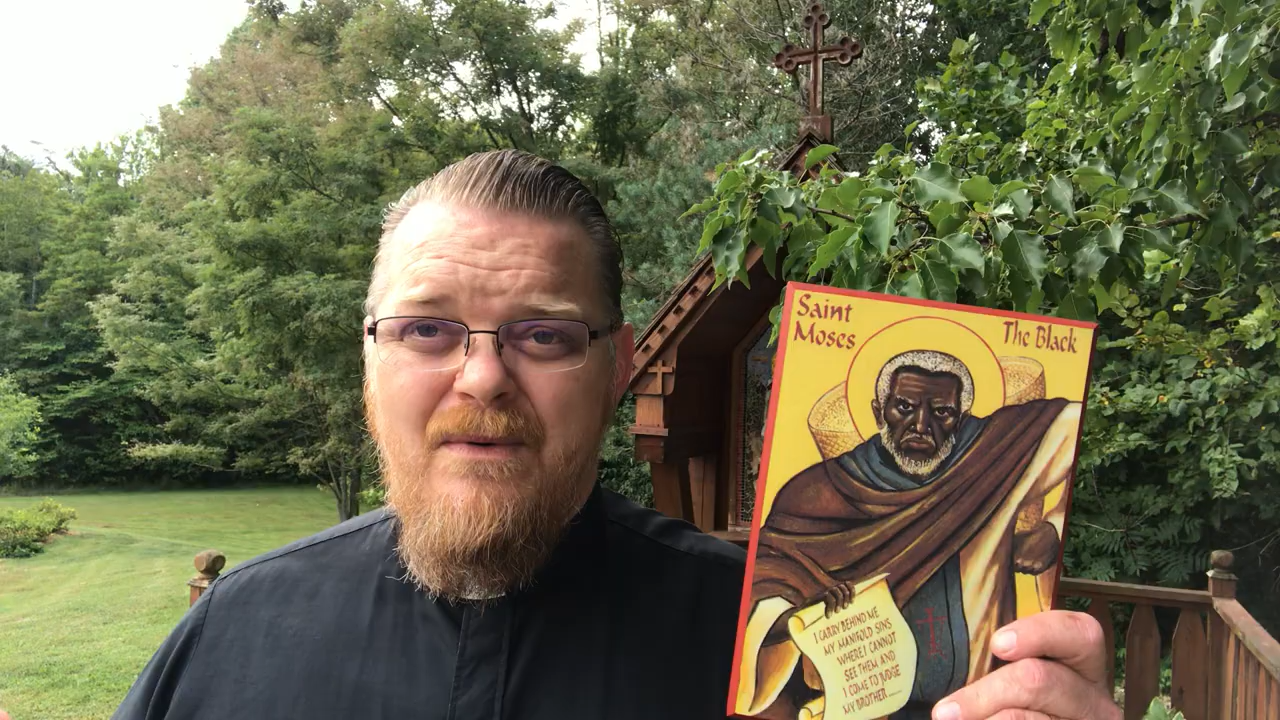 Saint
Moses
The Black
I CARRY BEHIND ME
MY MANIFOLD SINS
WHERE I CANNOT
SEE THEM AND
I COME TO JUDGE
MY BROTHER